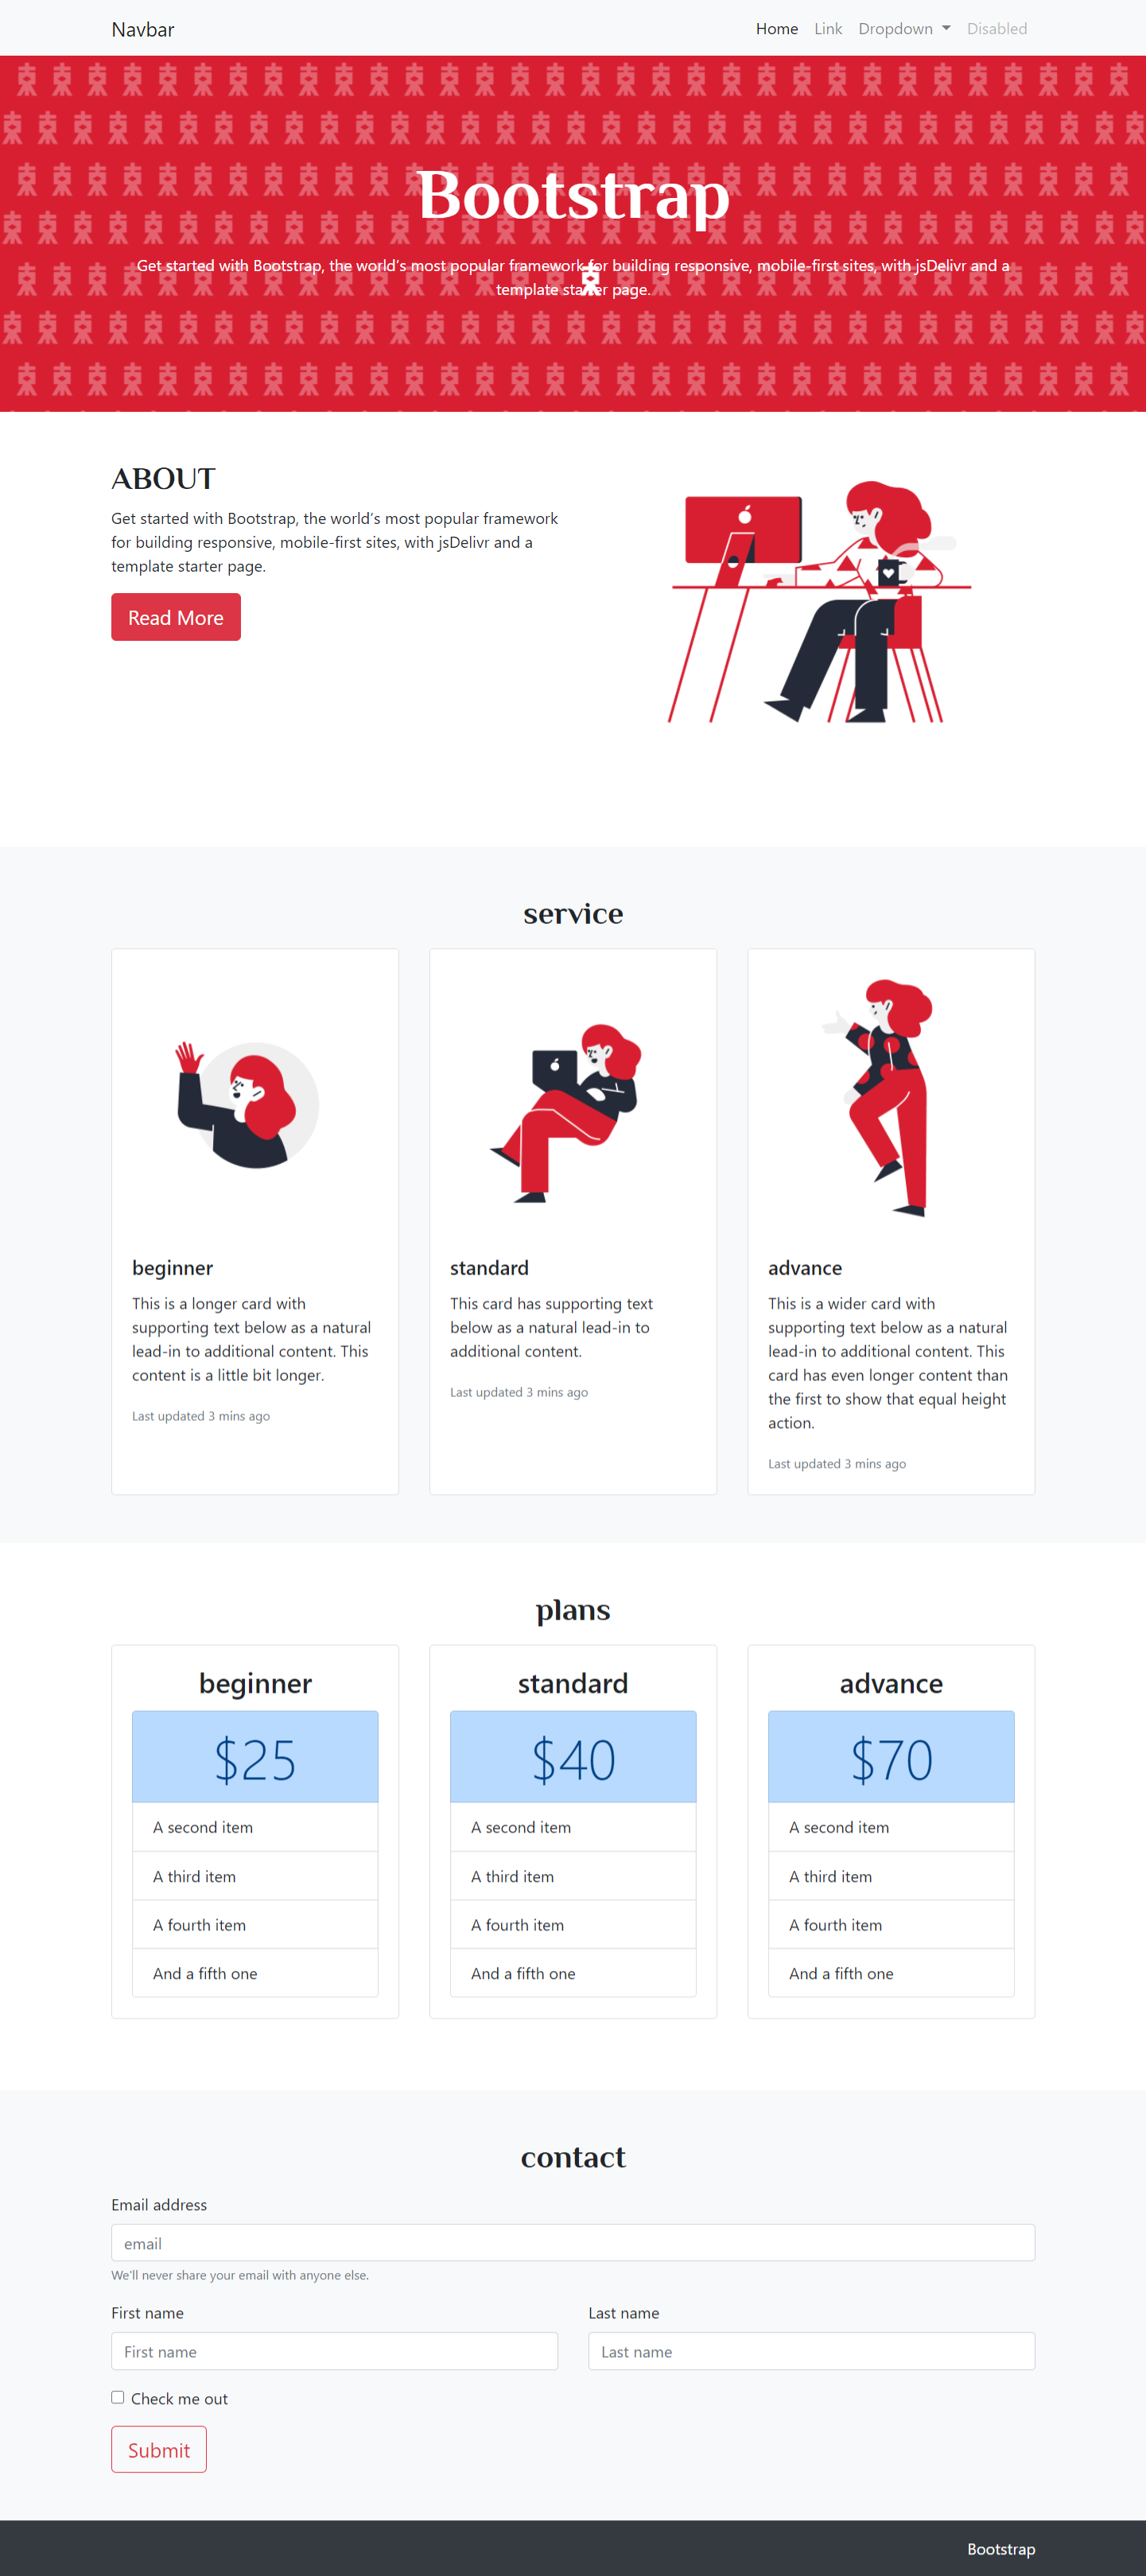 Navbar
Home Link Dropdown Disabled
Bootstrap
Get started with Bootstrap, the world's most popular framework for building responsive, mobile-first sites, with jsDelivr and a
template starter page.
ABOUT
Get started with Bootstrap, the world's most popular framework
for building responsive, mobile-first sites, with jsDelivr and a
template starter page.
Read More
service
beginner
This is a longer card with
supporting text below as a natural
lead-in to additional content. This
content is a little bit longer.
Last updated 3 mins ago
standard
This card has supporting text
below as a natural lead-in to
additional content.
Last updated 3 mins ago
advance
This is a wider card with
supporting text below as a natural
lead-in to additional content. This
card has even longer content than
the first to show that equal height
action.
Last updated 3 mins ago
plans
beginner
$25
A second item
A third item
A fourth item
And a fifth one
standard
$40
A second item
A third item
A fourth item
And a fifth one
advance
$70
A second item
A third item
A fourth item
And a fifth one
contact
Email address
email
We'll never share your email with anyone else.
First name
First name
Last name
Last name
Check me out
Submit
Bootstrap